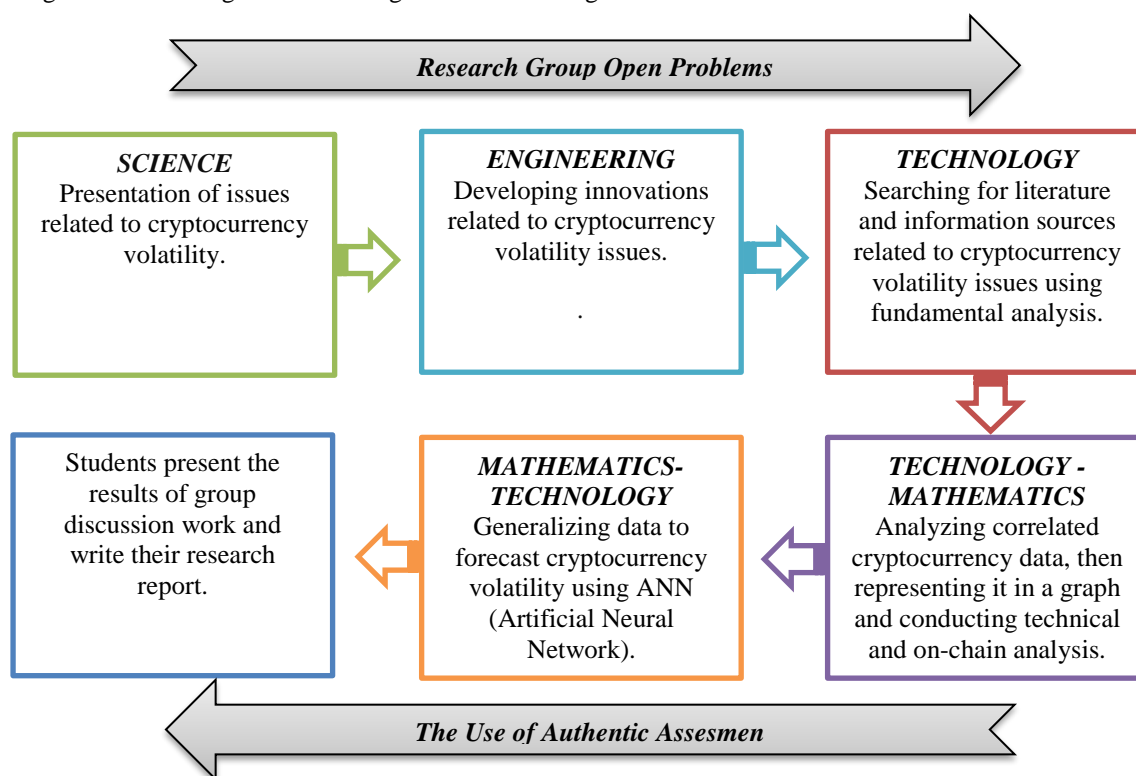 Research Group Open Problems
SCIENCE
Presentation of issues
related to cryptocurrency
volatility.
ENGINEERING
Developing innovations
related to cryptocurrency
volatility issues.
.
TECHNOLOGY
Searching for literature
and information sources
related to cryptocurrency
volatility issues using
fundamental analysis.
TECHNOLOGY -
MATHEMATICS
Analyzing correlated
cryptocurrency data, then
representing it in a graph
and conducting technical
and on-chain analysis.
MATHEMATICS-
TECHNOLOGY
Generalizing data to
forecast cryptocurrency
volatility using ANN
(Artificial Neural
Network).
Students present the
results of group
discussion work and
write their research
report.
The Use of Authentic Assesmen